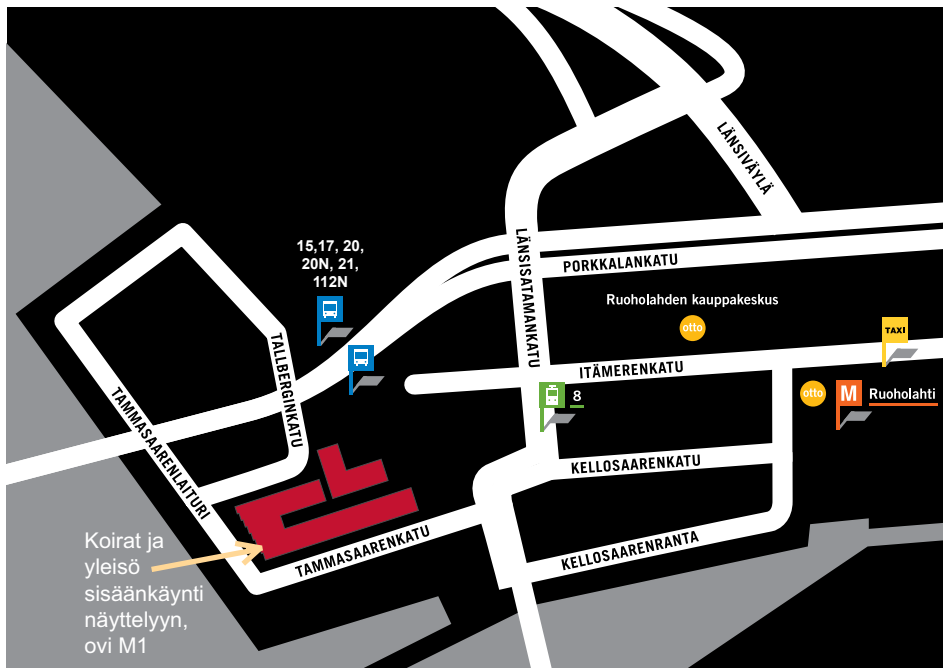 LÄNSIVÄYLÄ
15,17, 20,
20N, 21,
112N
LÄNSISATAMANKATU
PORKKALANKATU
Ruoholahden kauppakeskus
otto
TAXI
TALLBERGINKATU
ITÄMERENKATU
TAMMASAARENLAITURI
8
otto
M
Ruoholahti
KELLOSAARENKATU
TAMMASAARENKATU
KELLOSAARENRANTA
Koirat ja
yleisö
sisäänkäynti
näyttelyyn,
ovi M1